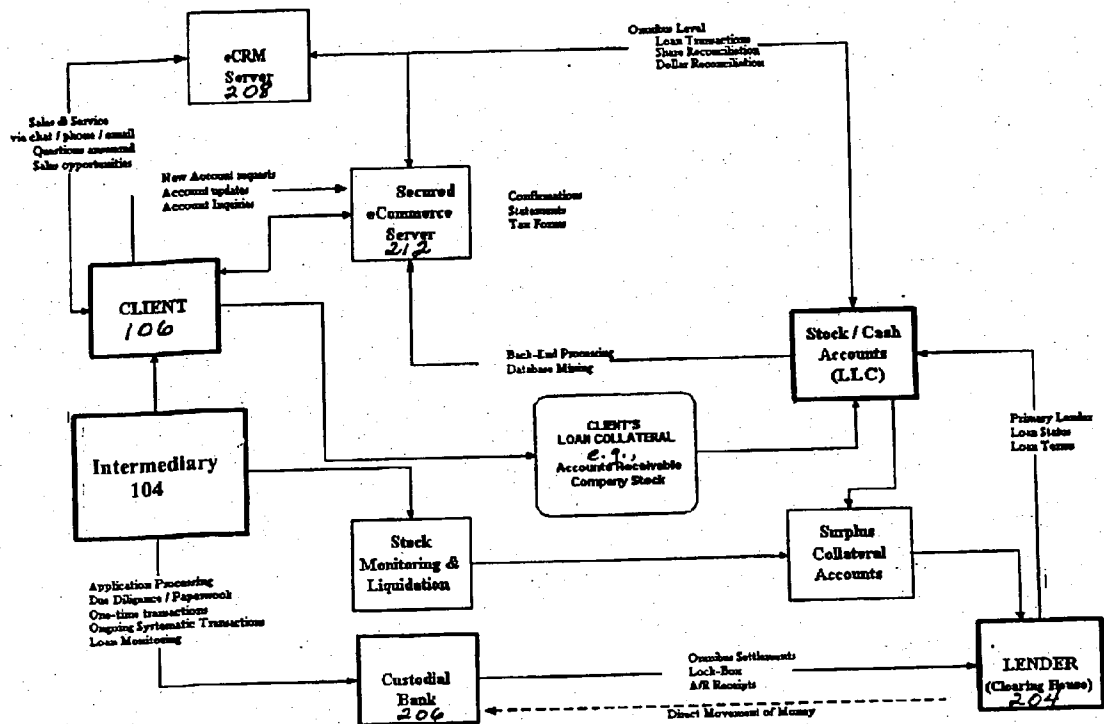 eCRM
Server
208
Omnibus Level
Loan Transactions
Share Reconciliation
Dollar Reconciliation
Sales & Service
via chat / phone / email
Questions answered
Sales opportunities
New Account requests
Account updates
Account Inquiries
Secured
eCommerce
Server
212
Confirmations
Statements
Tax Forms
CLIENT
106
Back-End Processing
Database Mining
Stock / Cash
Accounts
(LLC)
CLIENT'S
LOAN COLLATERAL
e.g.,
Accounts Receivable
Company Stock
Primary Lender
Loan Status
Loan Terms
Intermediary
104
Stock
Monitoring &
Liquidation
Surplus
Collateral
Accounts
Application Processing
Due Diligance / Paperwork
One-time transactions
Ongoing Systematic Transactions
Loan Monitoring
Custodial
Bank
206
Omnibus Settlements
Lock-Box
A/R Receipts
Direct Movement of Money
LENDER
(Clearing House)
204